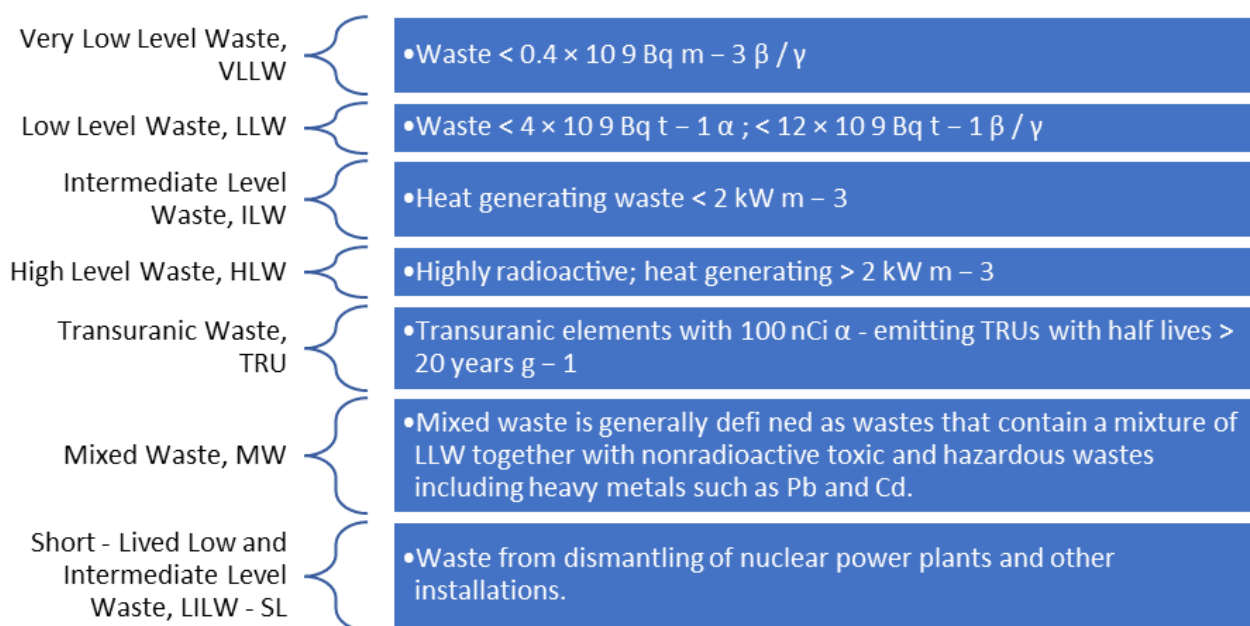 Very Low Level Waste,
VLLW
•Waste < 0.4 × 10 9 Bq m – 3 β / γ
Low Level Waste, LLW
•Waste < 4 × 10 9 Bq t – 1 α ; < 12 × 10 9 Bq t – 1 β / γ
Intermediate Level
Waste, ILW
•Heat generating waste < 2 kW m – 3
High Level Waste, HLW
•Highly radioactive; heat generating > 2 kW m – 3
Transuranic Waste,
TRU
•Transuranic elements with 100 nCi α - emitting TRUs with half lives >
20 years g – 1
Mixed Waste, MW
•Mixed waste is generally defi ned as wastes that contain a mixture of
LLW together with nonradioactive toxic and hazardous wastes
including heavy metals such as Pb and Cd.
Short - Lived Low and
Intermediate Level
Waste, LILW - SL
•Waste from dismantling of nuclear power plants and other
installations.